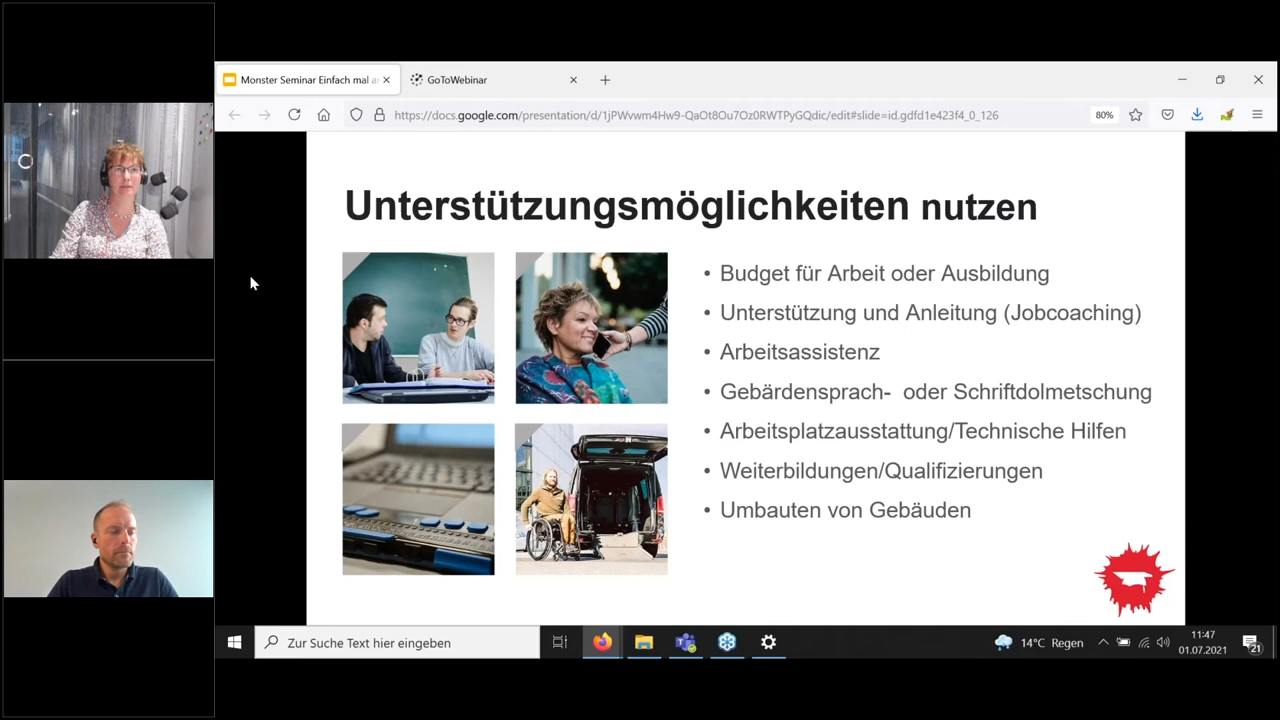 Monster Seminar Einfach mal a
GoToWebinar
https://docs.google.com/presentation/d/1jPWvwm4Hw9-QaOt8Ou7Oz0RWTPyGQdic/edit#slide=id.gdfd1e423f4_0_126
80%
Unterstützungsmöglichkeiten nutzen
• Budget für Arbeit oder Ausbildung
• Unterstützung und Anleitung (Jobcoaching)
• Arbeitsassistenz
• Gebärdensprach- oder Schriftdolmetschung
• Arbeitsplatzausstattung/Technische Hilfen
• Weiterbildungen/Qualifizierungen
• Umbauten von Gebäuden
Zur Suche Text hier eingeben
14°C Regen
11:47
01.07.2021
21